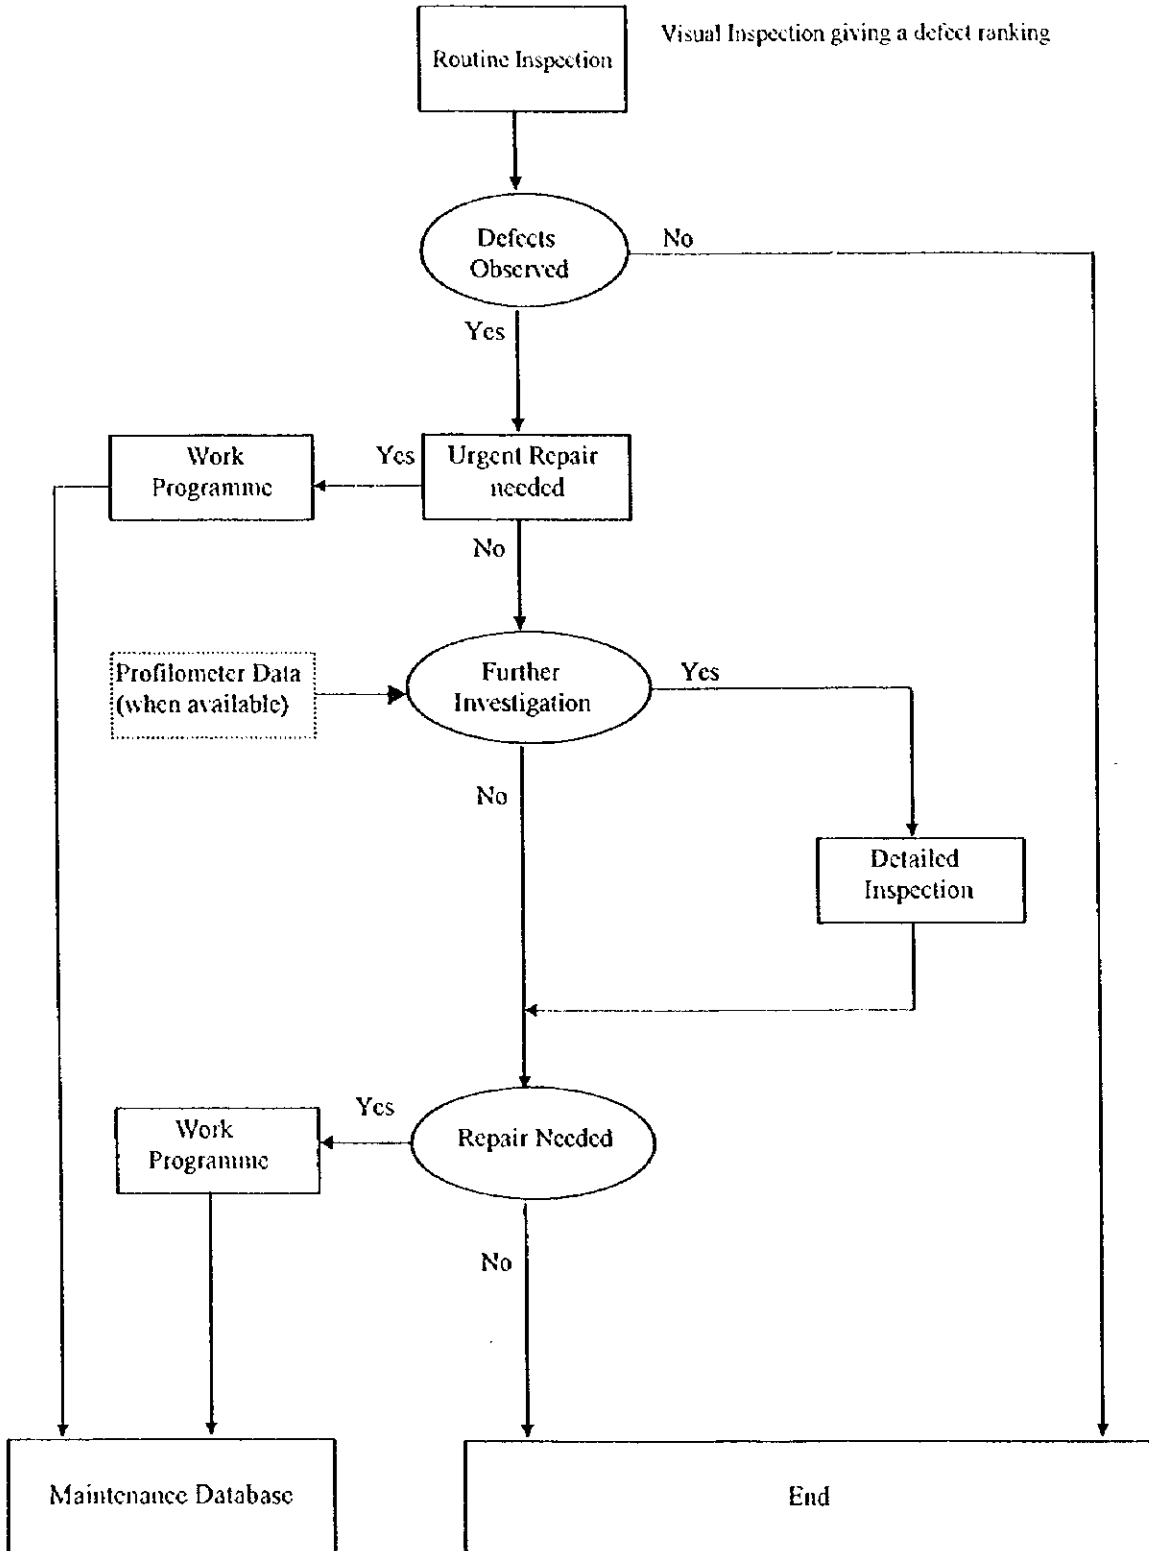 Routine Inspection
Visual Inspection giving a defect ranking
Defects
Observed
No
Yes
Work
Programme
Yes
Urgent Repair
needed
No
Profilometer Data
(when available)
Further
Investigation
Yes
No
Detailed
Inspection
Work
Programme
Yes
Repair Needed
No
Maintenance Database
End